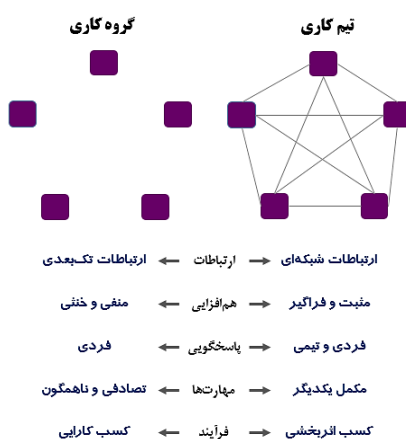 تیم کاری گروه کاری
ارتباطات شبکه‌ای ارتباطات ارتباطات تک‌بعدی
مثبت و فراگیر هم‌افزایی منفی و خنثی
فردی و تیمی پاسخگویی فردی
مکمل یکدیگر مهارت‌ها تصادفی و ناهمگون
کسب اثربخشی فرآیند کسب کارایی